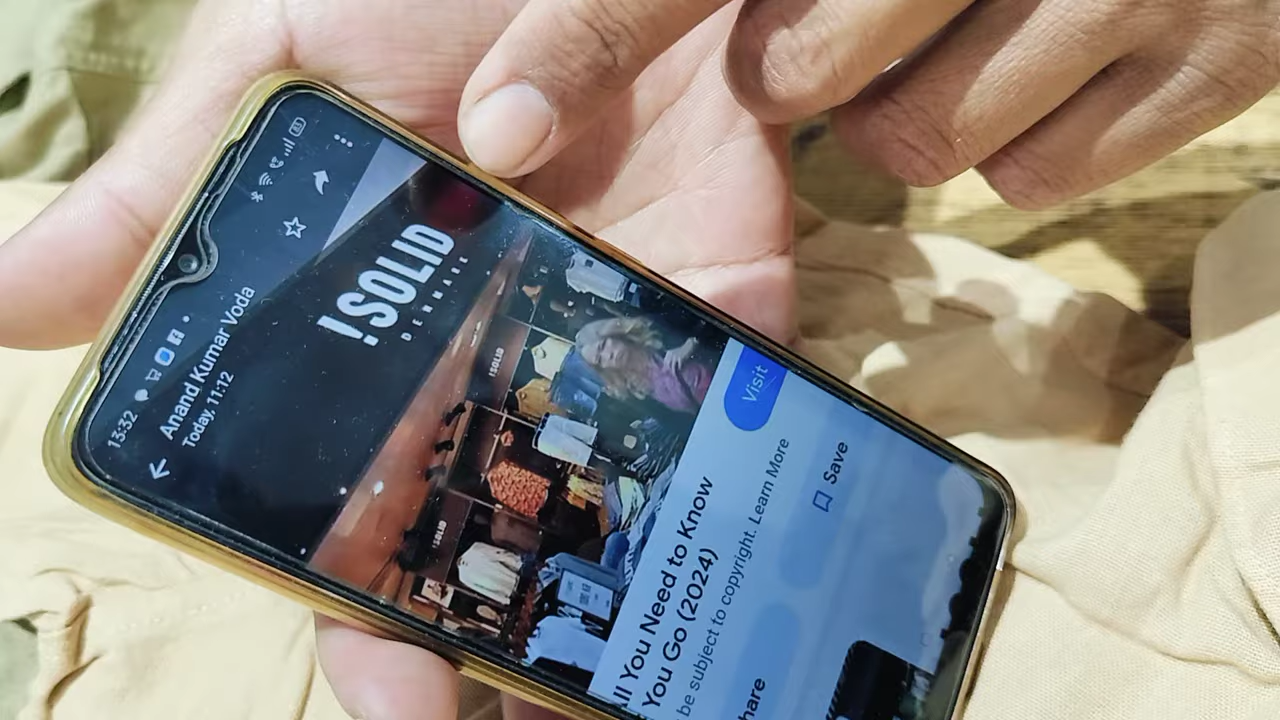 13:32
83
Anand Kumar Voda
Today, 11:12
!SOLID
DENMARK
!SOLID
!SOLID
Visit
ll You Need to Know
You Go (2024)
be subject to copyright. Learn More
hare
Save